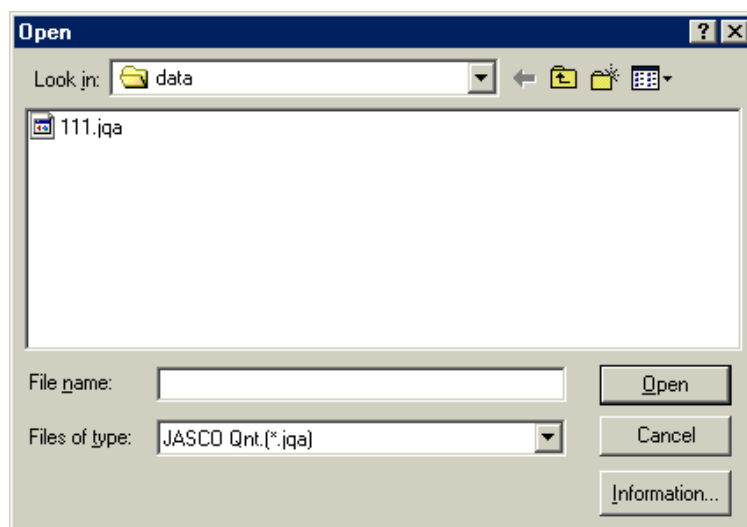 Open
Look in: data
111.jqa
File name:
Open
Files of type: JASCO Qnt.(*.jqa)
Cancel
Information...